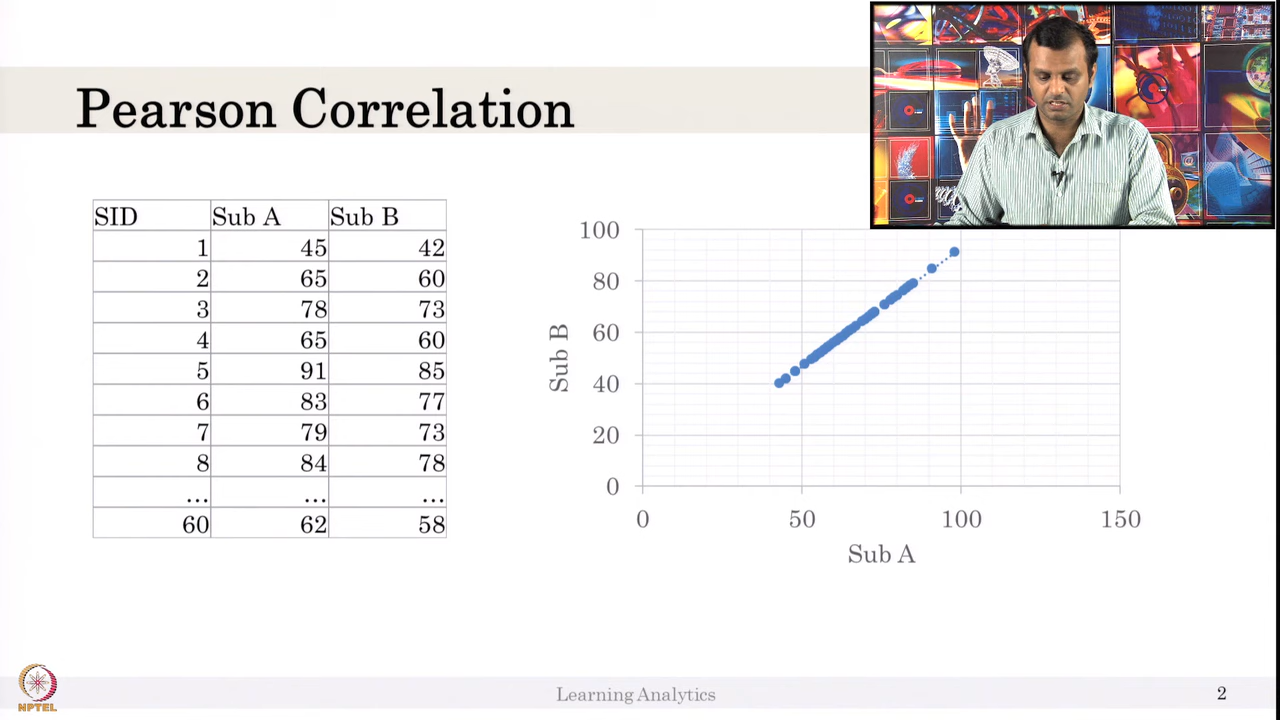 Pearson Correlation
SID Sub A Sub B
1 45 42
2 65 60
3 78 73
4 65 60
5 91 85
6 83 77
7 79 73
8 84 78
... ... ...
60 62 58
100
80
60
40
20
0
Sub B
0 50 100 150
Sub A
NPTEL
Learning Analytics
2